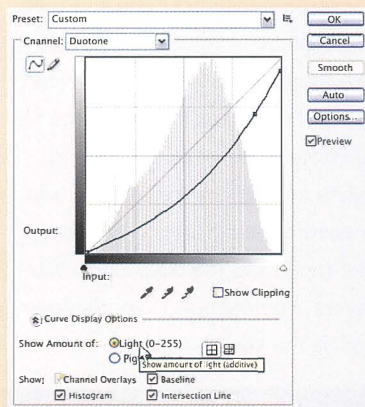 Preset: Custom
OK
Channel: Duotone
Cancel
Smooth
Auto
Options...
Preview
Output:
Input:
Show Clipping
Curve Display Options
Show Amount of: Light (0-255)
Show amount of light (additive)
Show: Channel Overlays Baseline
Histogram Intersection Line